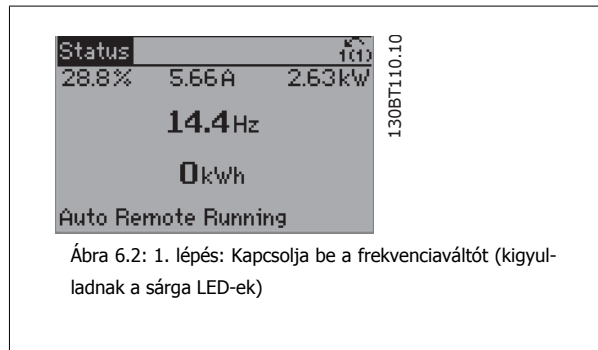 Status 1(1)
28.8% 5.66A 2.63kW
14.4Hz
0kWh
Auto Remote Running
130BT110.10
Ábra 6.2: 1. lépés: Kapcsolja be a frekvenciaváltót (kigyul-
ladnak a sárga LED-ek)